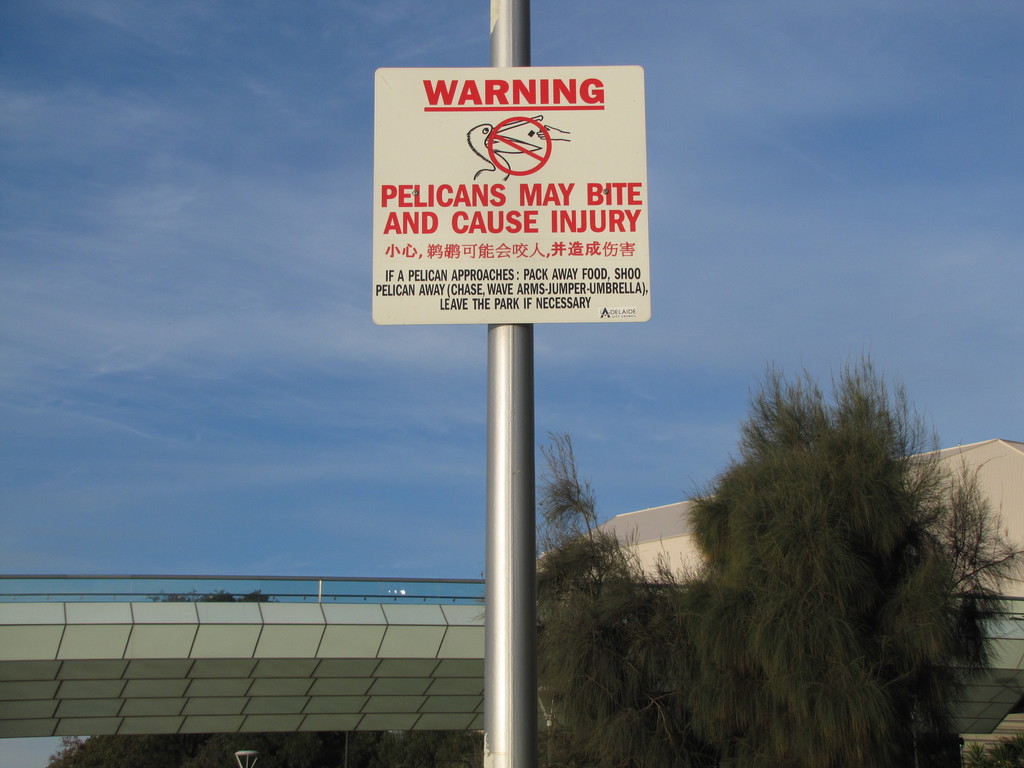 WARNING
PELICANS MAY BITE
AND CAUSE INJURY
小心, 鹈鹕可能会咬人,并造成伤害
IF A PELICAN APPROACHES: PACK AWAY FOOD, SHOO
PELICAN AWAY (CHASE, WAVE ARMS-JUMPER-UMBRELLA),
LEAVE THE PARK IF NECESSARY
ADELAIDE
CITY COUNCIL